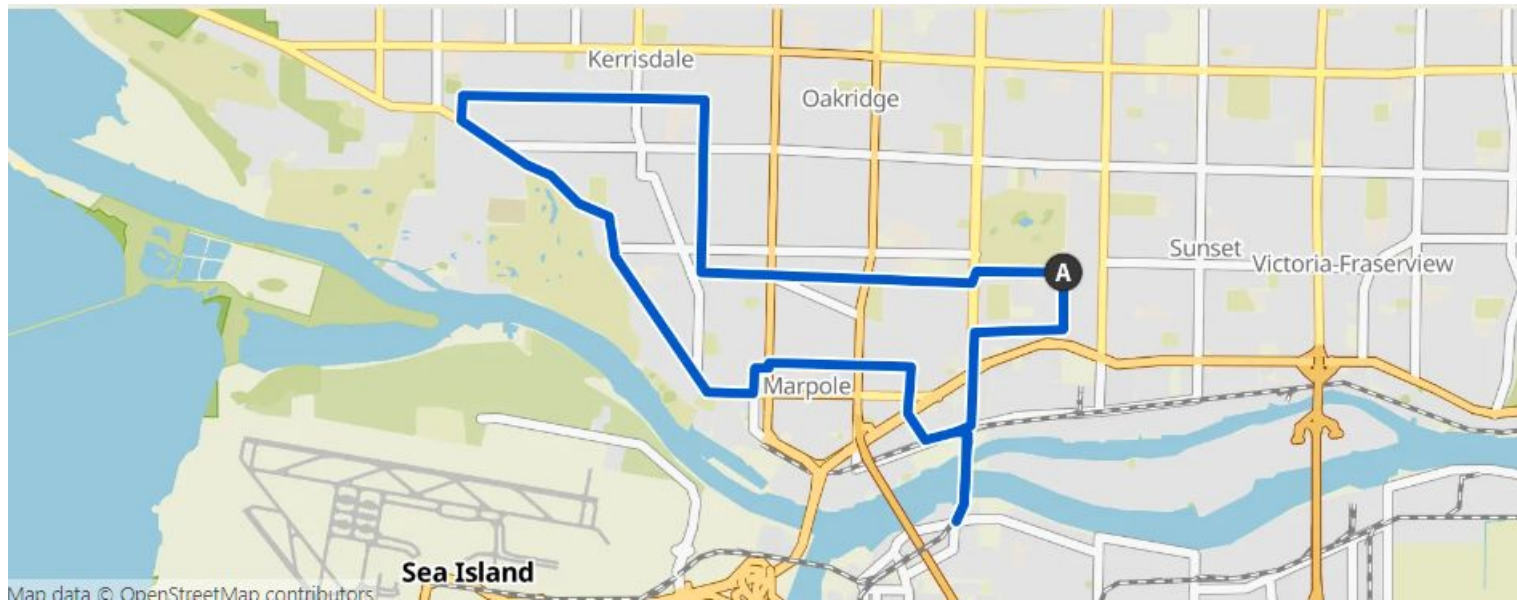 Kerrisdale
Oakridge
A
Sunset
Victoria-Fraserview
Marpole
Sea Island
Map data © OpenStreetMap contributors